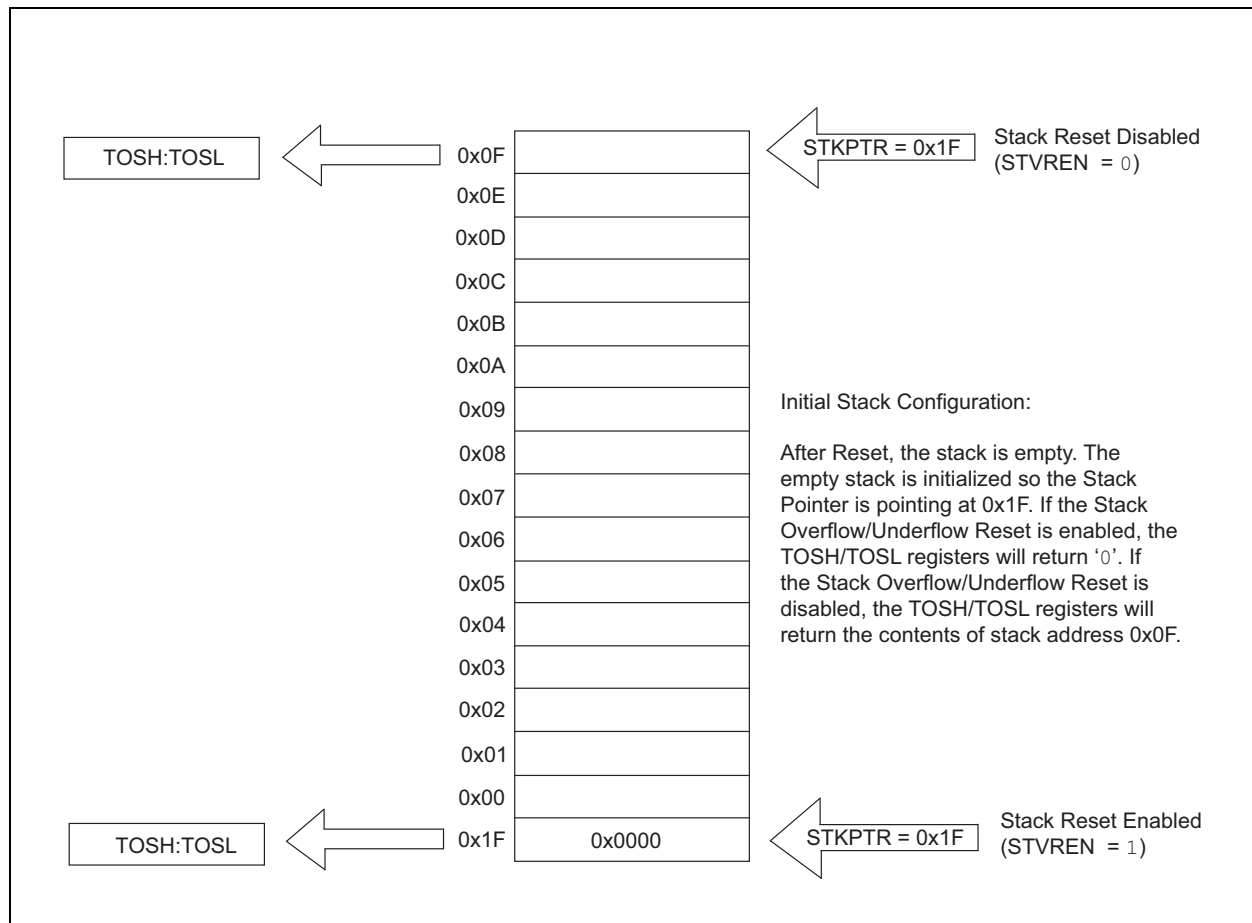 TOSH:TOSL
0x0F
STKPTR = 0x1F
Stack Reset Disabled
(STVREN = 0)
0x0E
0x0D
0x0C
0x0B
0x0A
0x09
0x08
0x07
0x06
0x05
0x04
0x03
0x02
0x01
0x00
Initial Stack Configuration:
After Reset, the stack is empty. The
empty stack is initialized so the Stack
Pointer is pointing at 0x1F. If the Stack
Overflow/Underflow Reset is enabled, the
TOSH/TOSL registers will return ‘0’. If
the Stack Overflow/Underflow Reset is
disabled, the TOSH/TOSL registers will
return the contents of stack address 0x0F.
TOSH:TOSL
0x1F
0x0000
STKPTR = 0x1F
Stack Reset Enabled
(STVREN = 1)